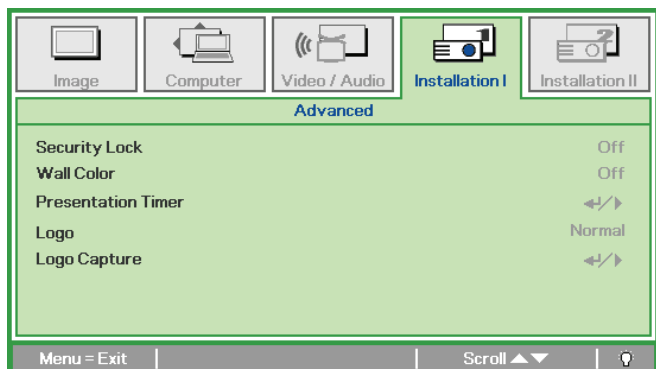 Image Computer Video / Audio Installation I Installation II
Advanced
Security Lock Off
Wall Color Off
Presentation Timer ↵/▶
Logo Normal
Logo Capture ↵/▶
Menu = Exit Scroll ▲▼